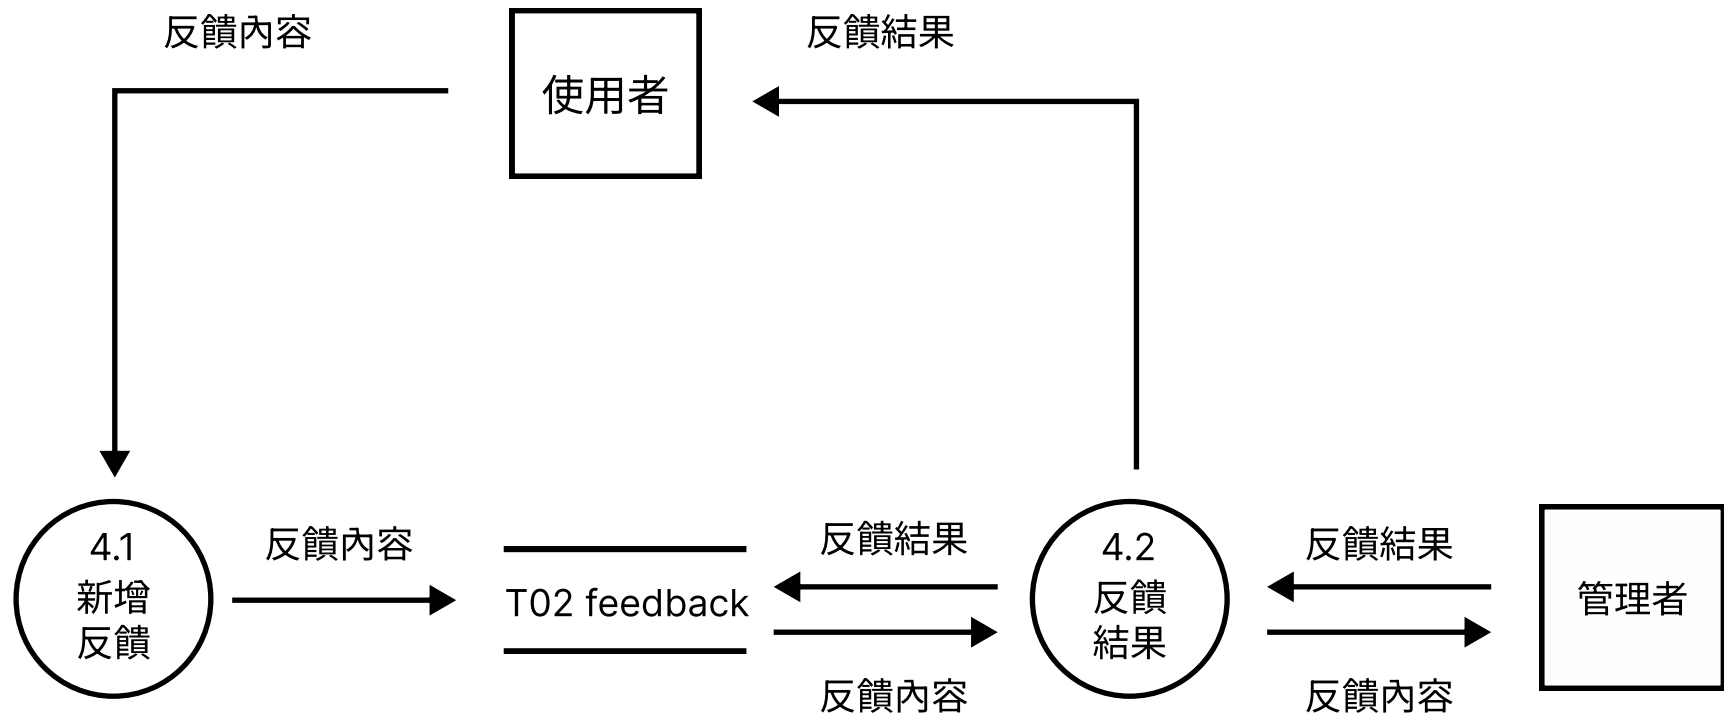 反饋內容
反饋結果
使用者
4.1
新增
反饋
反饋內容
T02 feedback
反饋結果
反饋內容
4.2
反饋
結果
反饋結果
反饋內容
管理者